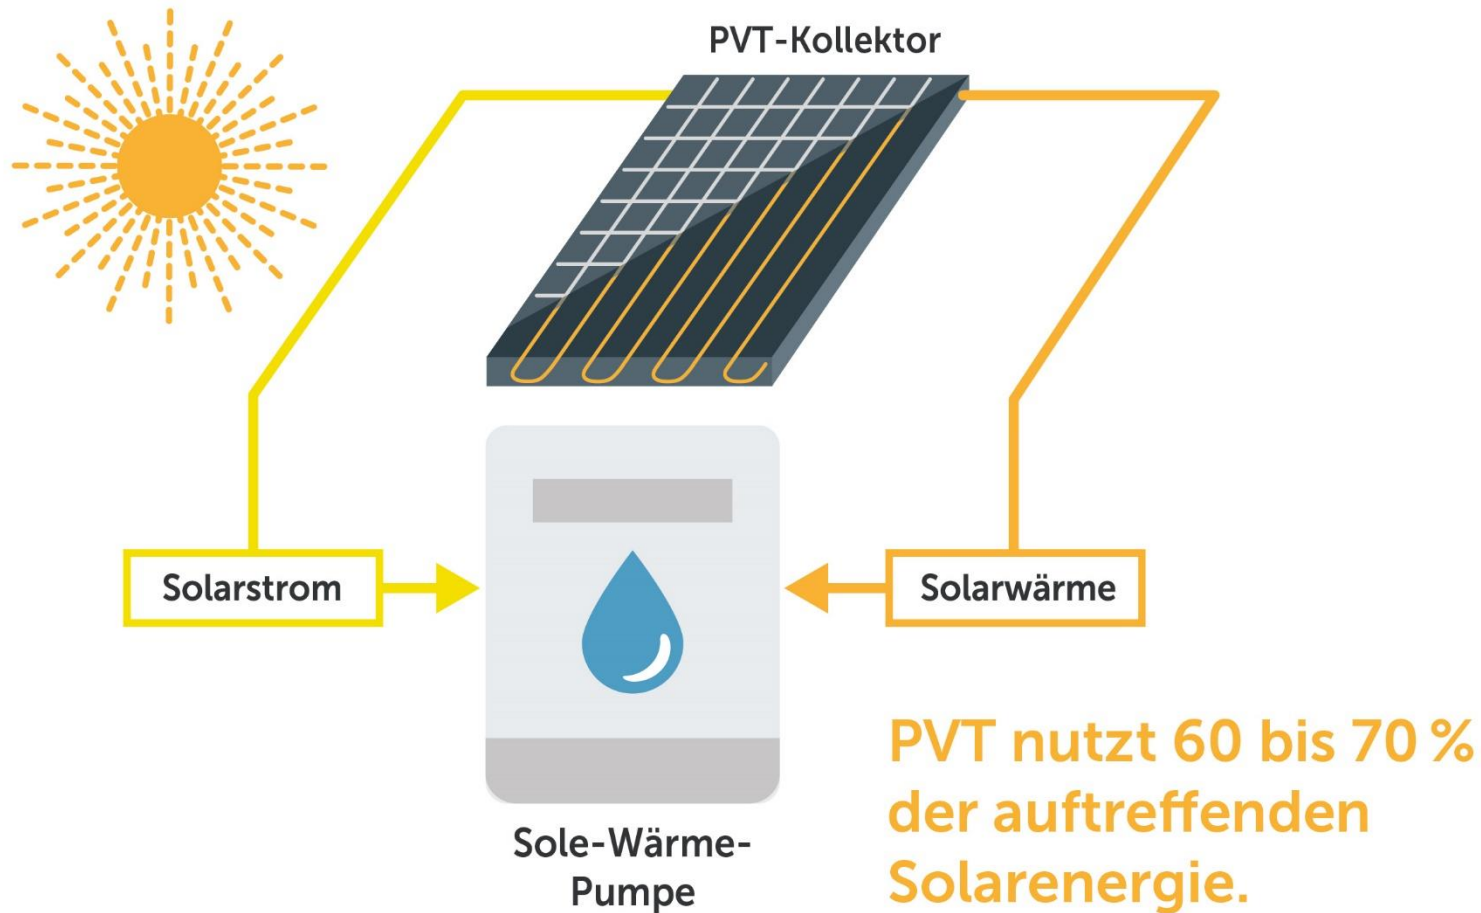 PVT-Kollektor
Solarstrom
Solarwärme
Sole-Wärme-
Pumpe
PVT nutzt 60 bis 70 %
der auftreffenden
Solarenergie.